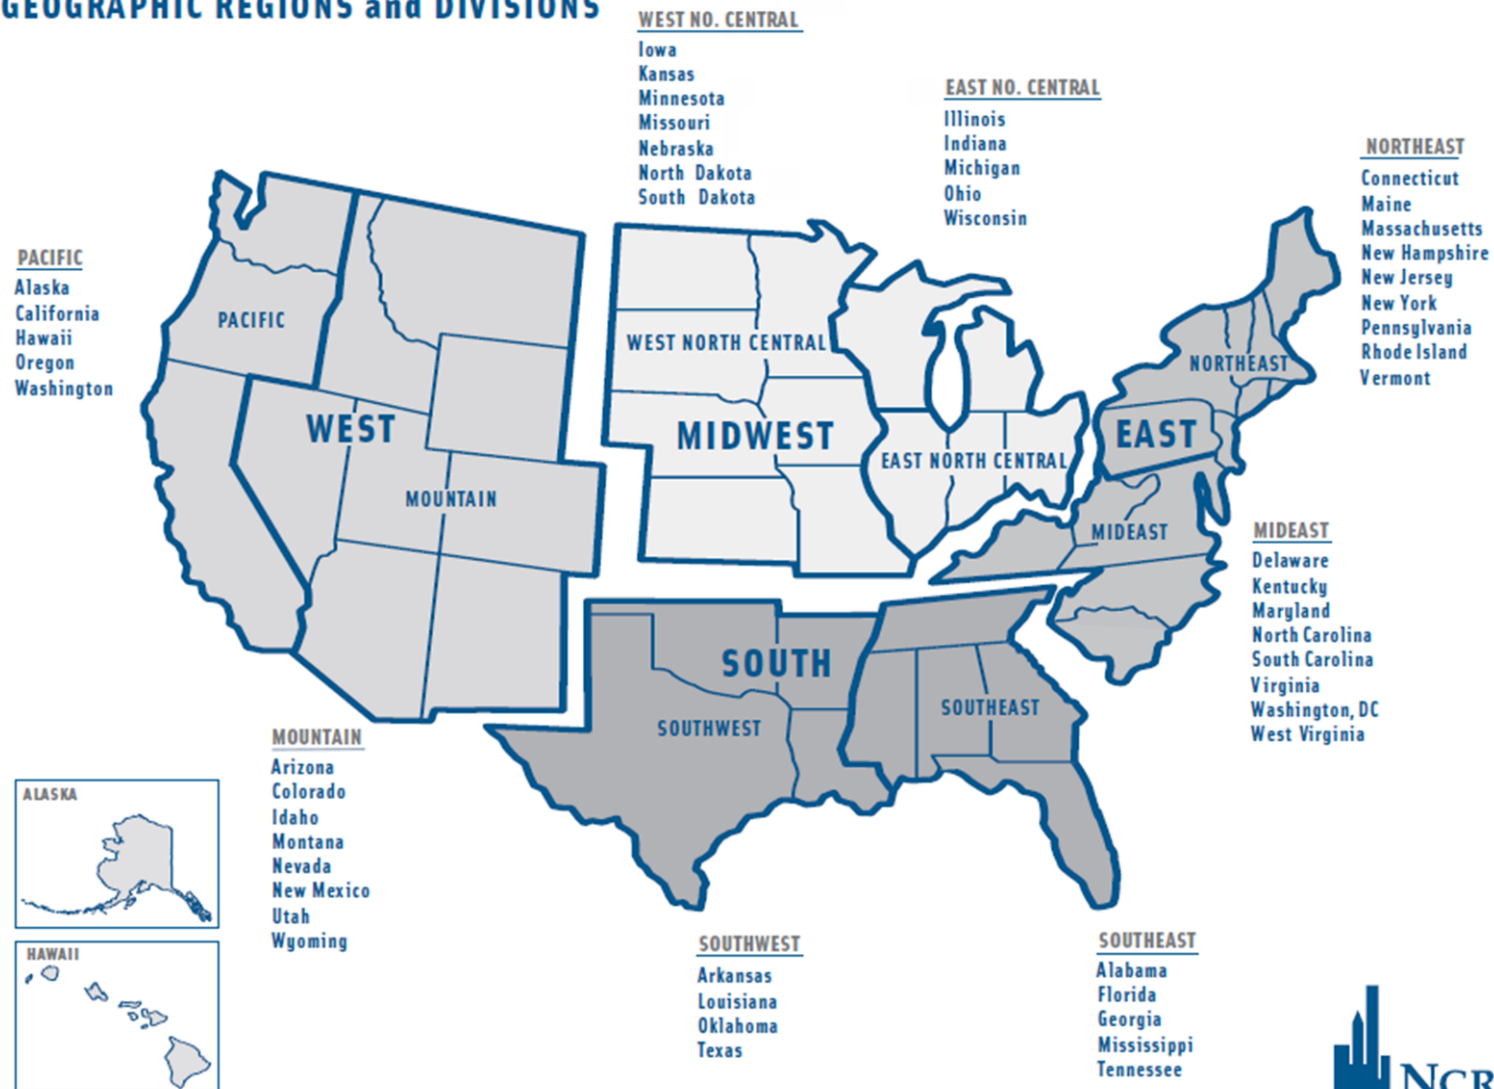 GEOGRAPHIC REGIONS and DIVISIONS
WEST NO. CENTRAL
Iowa
Kansas
Minnesota
Missouri
Nebraska
North Dakota
South Dakota
EAST NO. CENTRAL
Illinois
Indiana
Michigan
Ohio
Wisconsin
NORTHEAST
Connecticut
Maine
Massachusetts
New Hampshire
New Jersey
New York
Pennsylvania
Rhode Island
Vermont
PACIFIC
Alaska
California
Hawaii
Oregon
Washington
PACIFIC
WEST
MOUNTAIN
WEST NORTH CENTRAL
MIDWEST
EAST NORTH CENTRAL
NORTHEAST
EAST
MIDEAST
SOUTH
SOUTHWEST
SOUTHEAST
MIDEAST
Delaware
Kentucky
Maryland
North Carolina
South Carolina
Virginia
Washington, DC
West Virginia
MOUNTAIN
Arizona
Colorado
Idaho
Montana
Nevada
New Mexico
Utah
Wyoming
ALASKA
HAWAII
SOUTHWEST
Arkansas
Louisiana
Oklahoma
Texas
SOUTHEAST
Alabama
Florida
Georgia
Mississippi
Tennessee